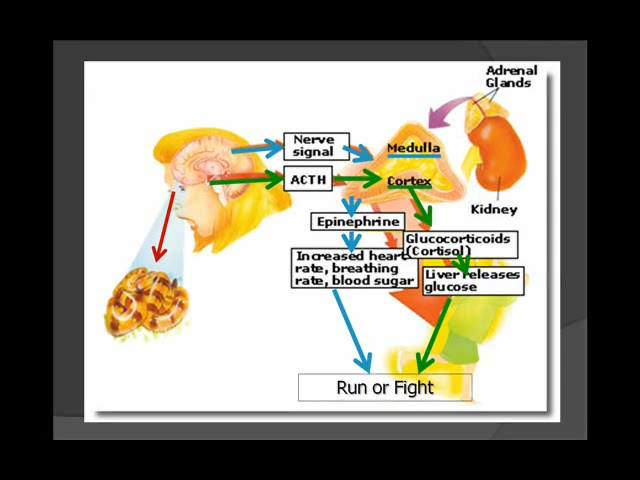 Adrenal
Glands
Nerve
signal
Medulla
ACTH
Cortex
Kidney
Epinephrine
Glucocorticoids
(Cortisol)
Increased heart
rate, breathing
rate, blood sugar
Liver releases
glucose
Run or Fight